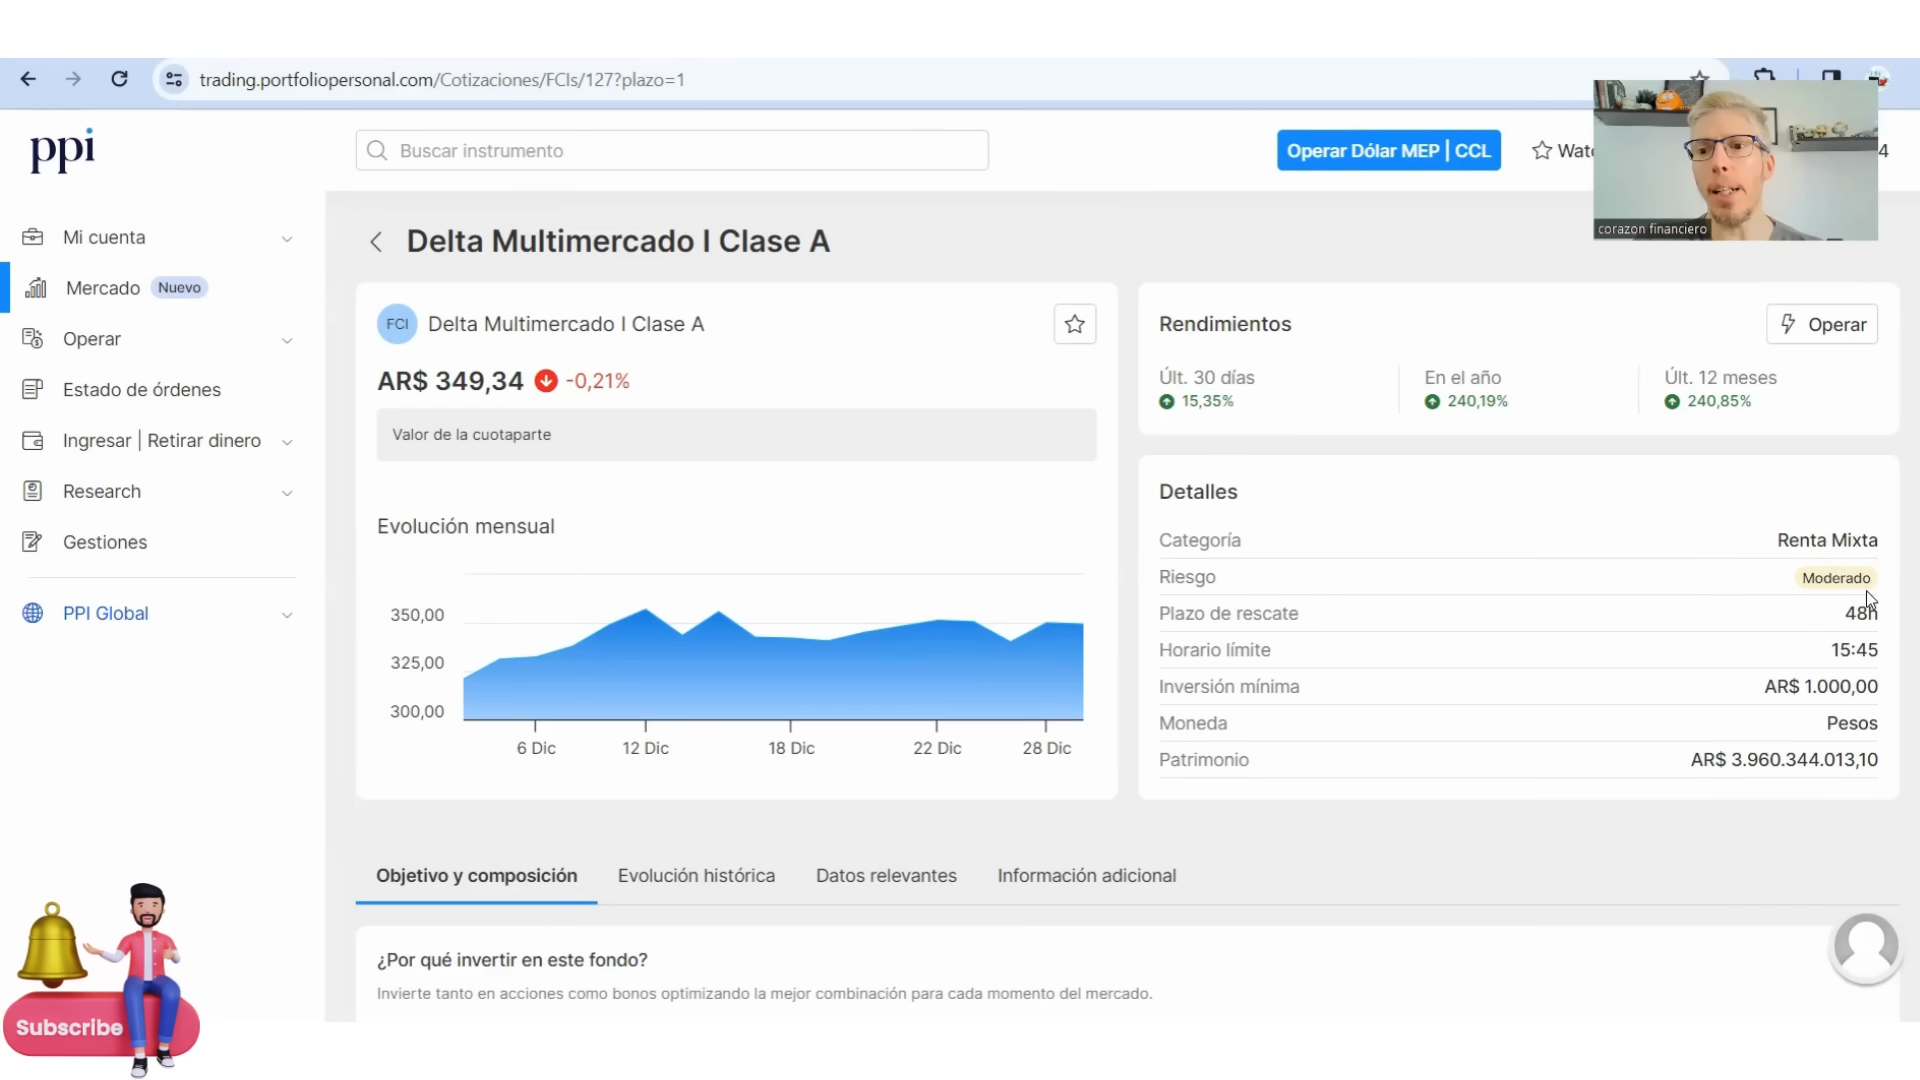 trading.portfoliopersonal.com/Cotizaciones/FCIs/127?plazo=1
ppi
Buscar instrumento
Operar Dólar MEP | CCL
4
corazon financiero
Mi cuenta
Mercado Nuevo
Operar
Estado de órdenes
Ingresar | Retirar dinero
Research
Gestiones
PPI Global
Delta Multimercado I Clase A
FCI Delta Multimercado I Clase A
AR$ 349,34 -0,21%
Valor de la cuotaparte
Evolución mensual
350,00
325,00
300,00
6 Dic 12 Dic 18 Dic 22 Dic 28 Dic
Rendimientos Operar
Últ. 30 días En el año Últ. 12 meses
15,35% 240,19% 240,85%
Detalles
Categoría Renta Mixta
Riesgo Moderado
Plazo de rescate 48h
Horario límite 15:45
Inversión mínima AR$ 1.000,00
Moneda Pesos
Patrimonio AR$ 3.960.344.013,10
Objetivo y composición Evolución histórica Datos relevantes Información adicional
¿Por qué invertir en este fondo?
Invierte tanto en acciones como bonos optimizando la mejor combinación para cada momento del mercado.
Subscribe